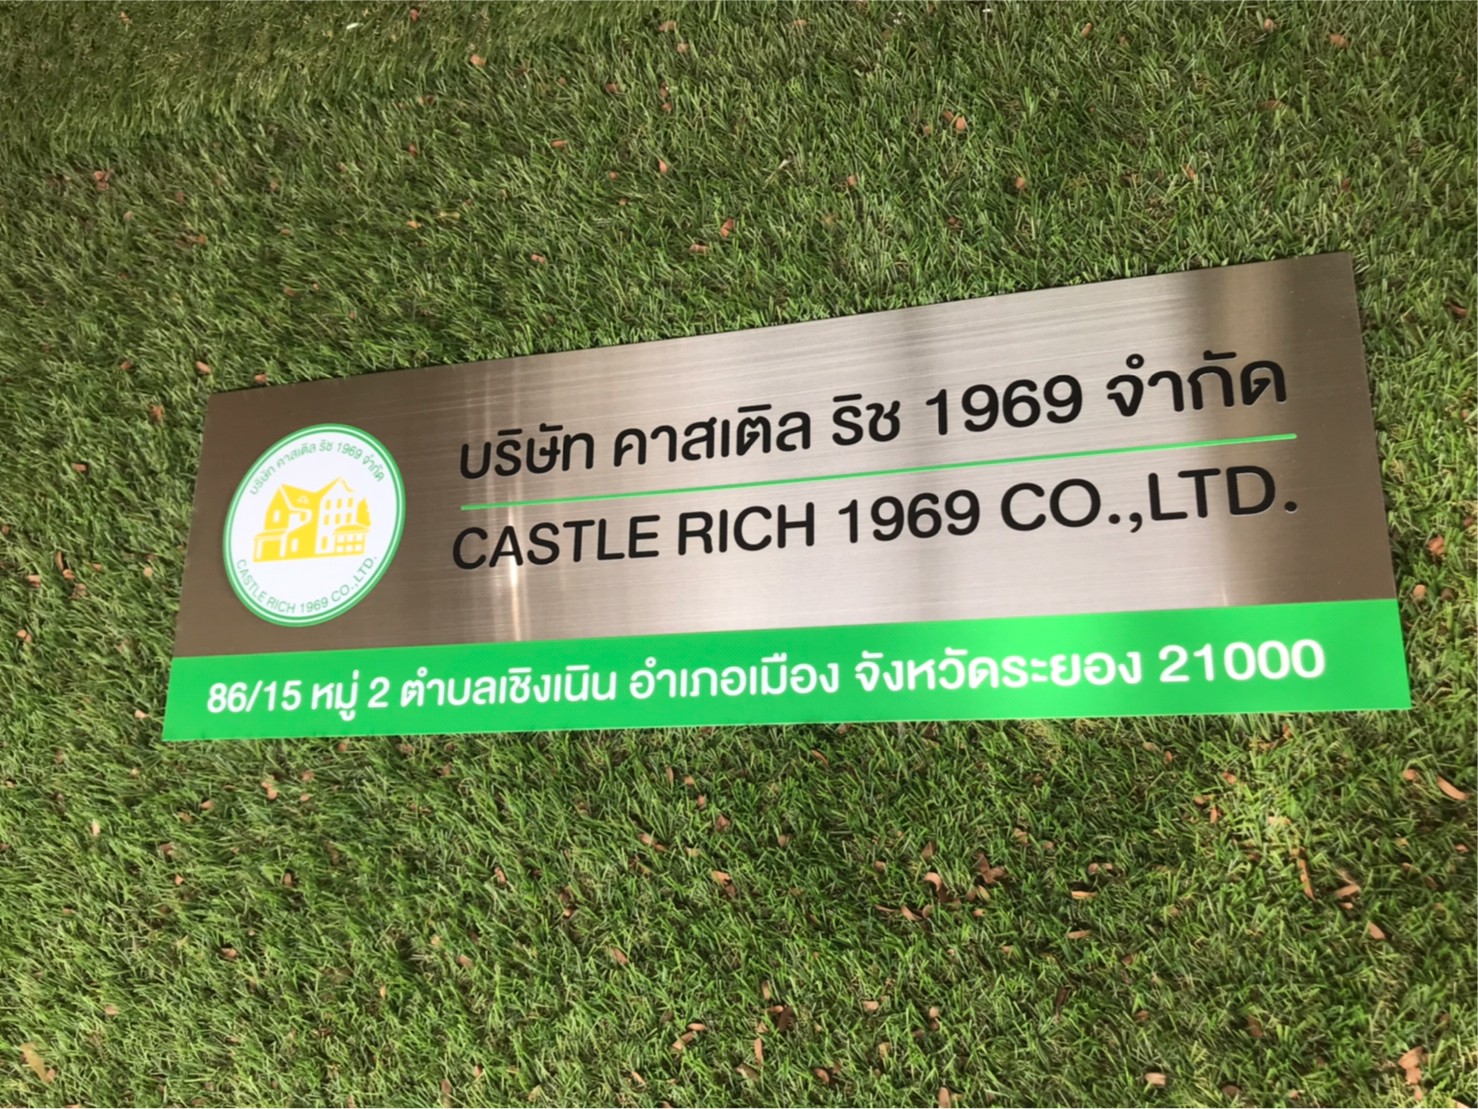 บริษัท คาสเติล ริช 1969 จำกัด
CASTLE RICH 1969 CO.,LTD.
บริษัท คาสเติล ริช 1969 จำกัด
CASTLE RICH 1969 CO.,LTD.
86/15 หมู่ 2 ตำบลเชิงเนิน อำเภอเมือง จังหวัดระยอง 21000